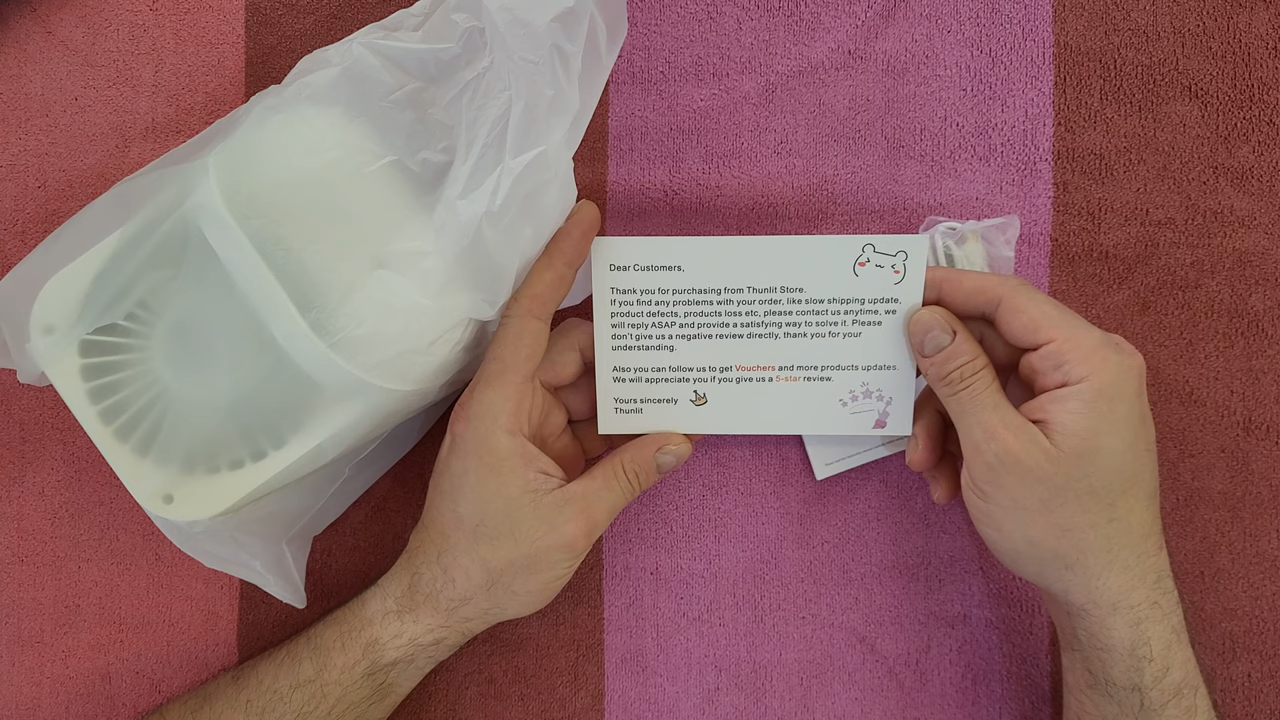 Dear Customers,
Thank you for purchasing from Thunlit Store.
If you find any problems with your order, like slow shipping update,
product defects, products loss etc, please contact us anytime, we
will reply ASAP and provide a satisfying way to solve it. Please
don't give us a negative review directly, thank you for your
understanding.
Also you can follow us to get Vouchers and more products updates.
We will appreciate you if you give us a 5-star review.
Yours sincerely
Thunlit